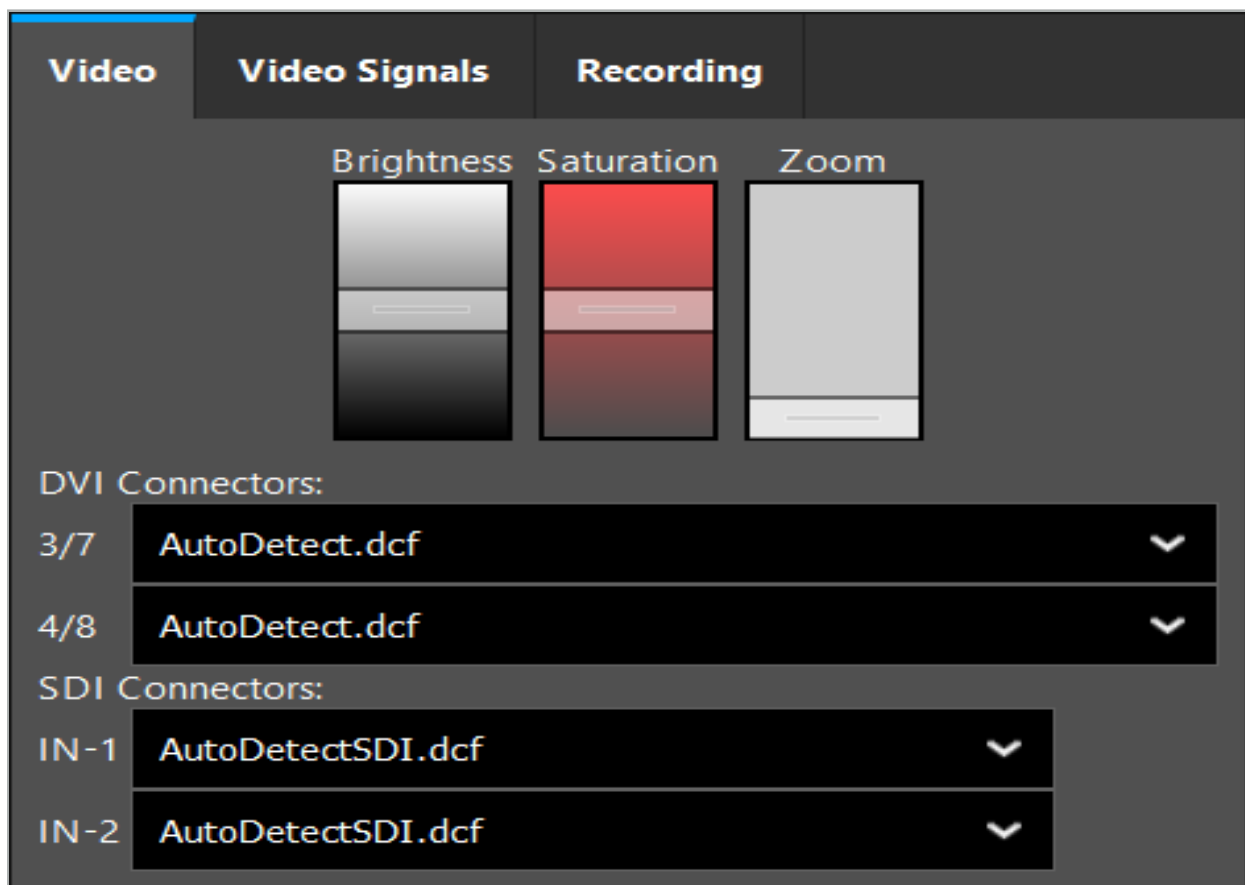 Video Video Signals Recording
Brightness Saturation Zoom
DVI Connectors:
3/7 AutoDetect.dcf
4/8 AutoDetect.dcf
SDI Connectors:
IN-1 AutoDetectSDI.dcf
IN-2 AutoDetectSDI.dcf